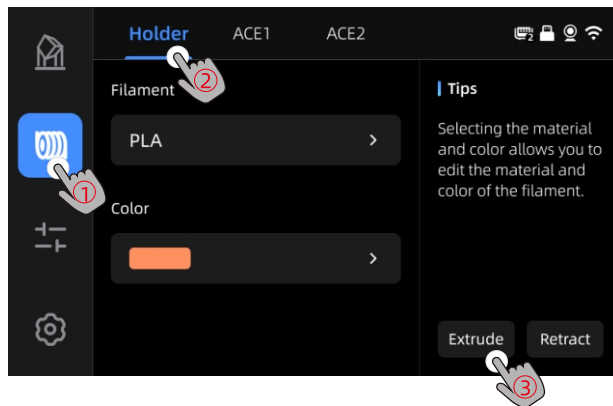 Holder ACE1 ACE2
2
②
Filament
Tips
PLA
Selecting the material
and color allows you to
edit the material and
color of the filament.
①
Color
Extrude Retract
③